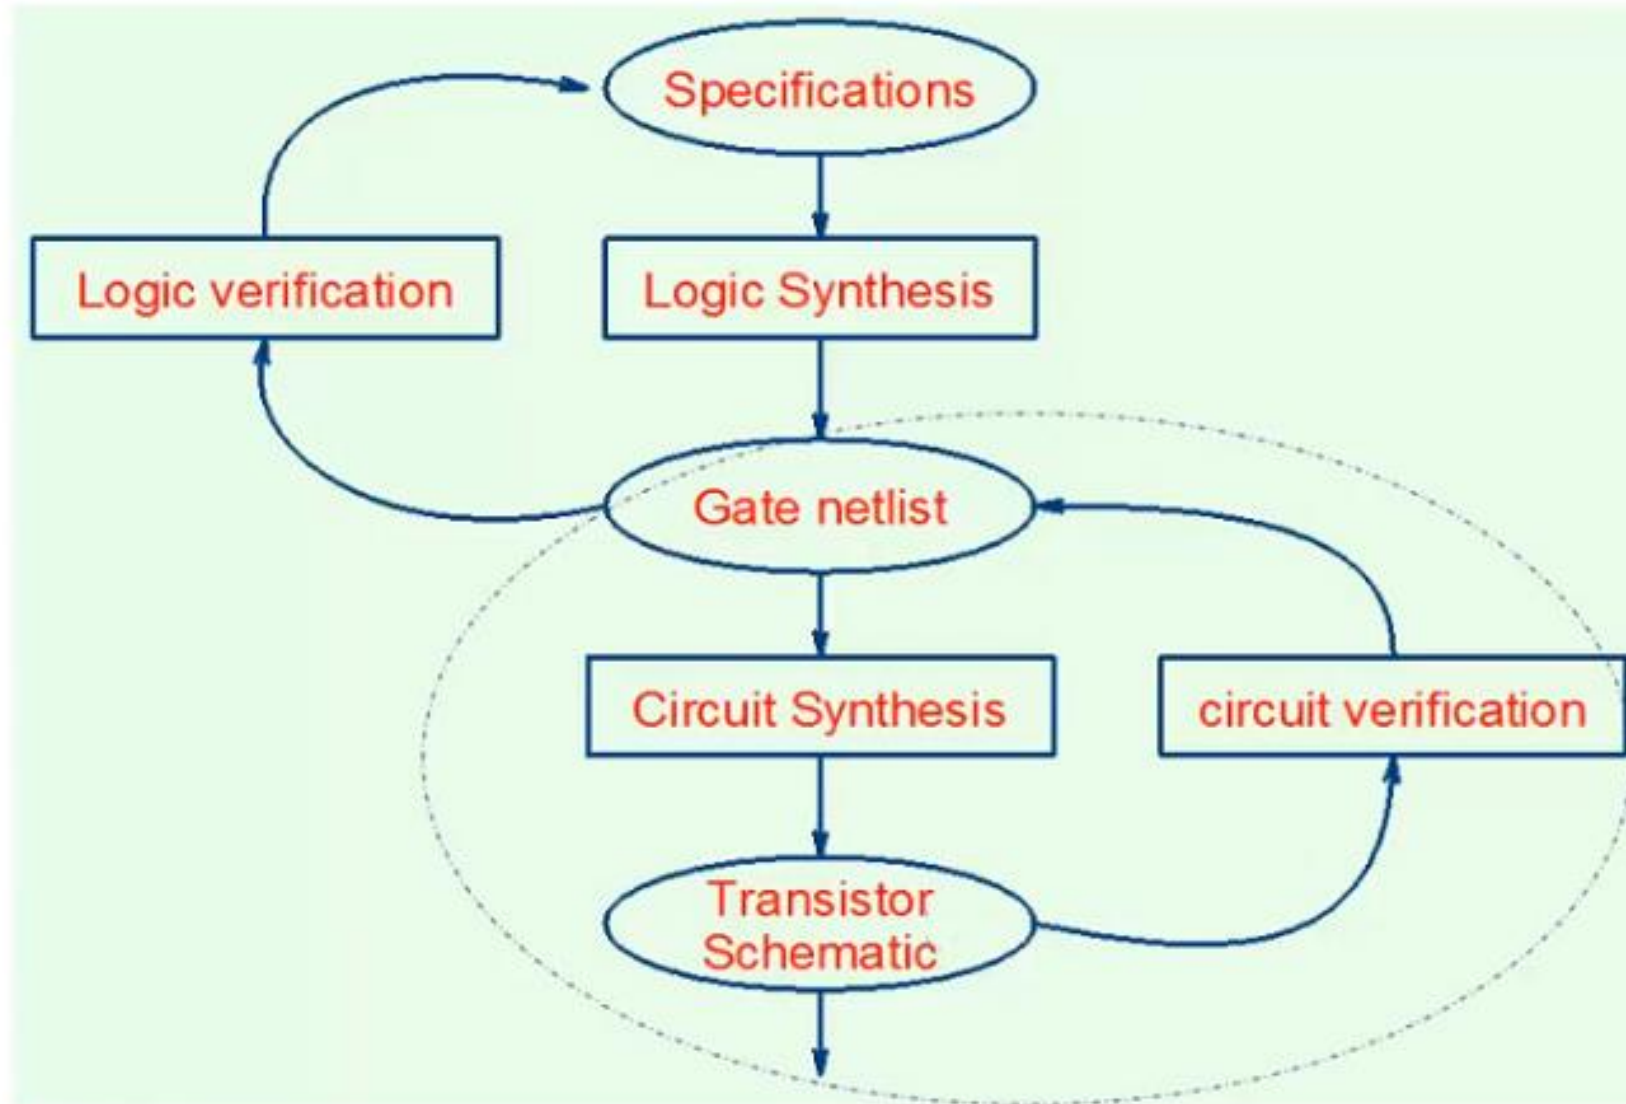 Specifications
Logic verification
Logic Synthesis
Gate netlist
Circuit Synthesis
circuit verification
Transistor
Schematic